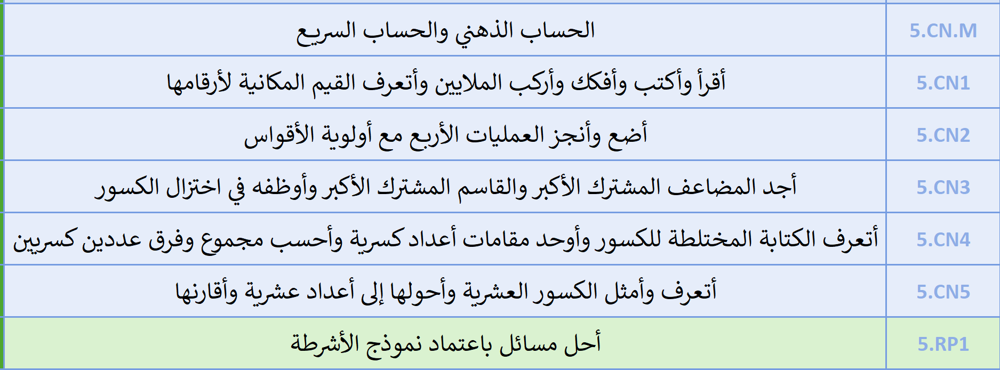 5.CN.M الحساب الذهني والحساب السريع
5.CN1 أقرأ وأكتب وأفكك وأركب الملايين وأتعرف القيم المكانية لأرقامها
5.CN2 أضع وأنجز العمليات الأربع مع أولوية الأقواس
5.CN3 أجد المضاعف المشترك الأكبر والقاسم المشترك الأكبر وأوظفه في اختزال الكسور
5.CN4 أتعرف الكتابة المختلطة للكسور وأوحد مقامات أعداد كسرية وأحسب مجموع وفرق عددين كسريين
5.CN5 أتعرف وأمثل الكسور العشرية وأحولها إلى أعداد عشرية وأقارنها
5.RP1 أحل مسائل باعتماد نموذج الأشرطة